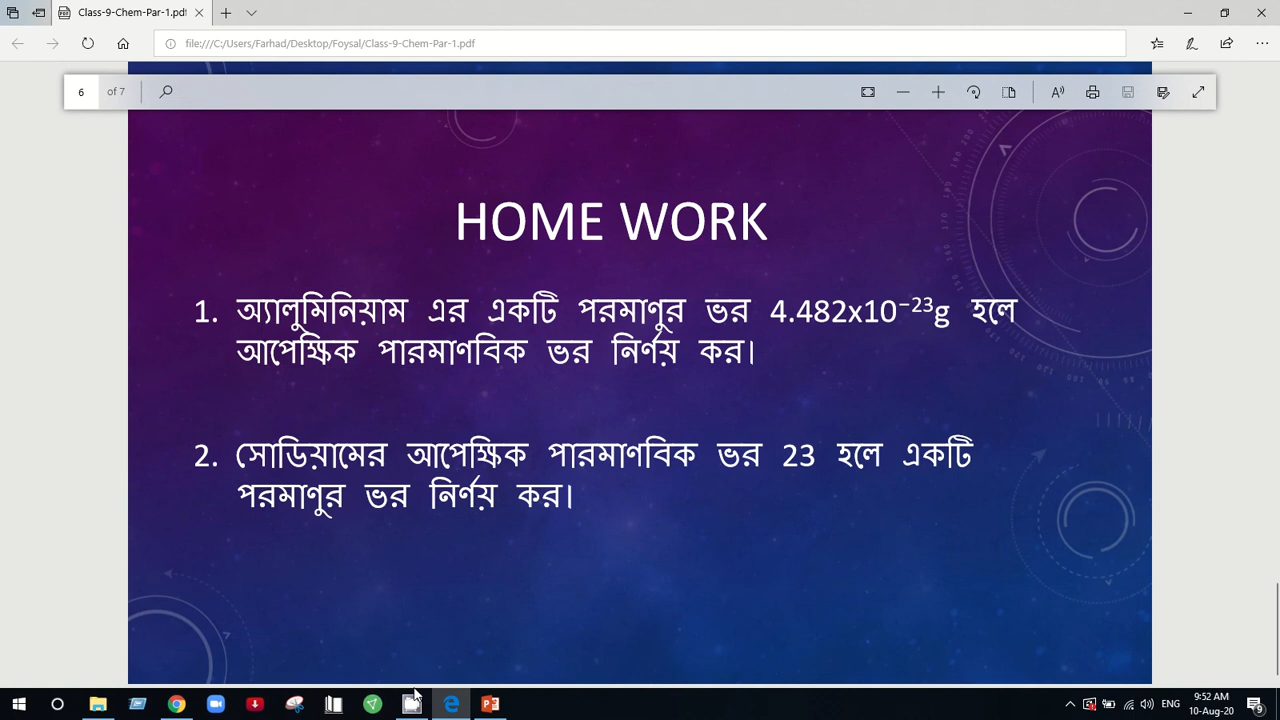 Class-9-Chem-Par-1.pdf
file:///C:/Users/Farhad/Desktop/Foysal/Class-9-Chem-Par-1.pdf
6 of 7
HOME WORK
1. অ্যালুমিনিয়াম এর একটি পরমাণুর ভর 4.482x10⁻²³g হলে
আপেক্ষিক পারমাণবিক ভর নির্ণয় কর।
2. সোডিয়ামের আপেক্ষিক পারমাণবিক ভর 23 হলে একটি
পরমাণুর ভর নির্ণয় কর।
ENG
9:52 AM
10-Aug-20